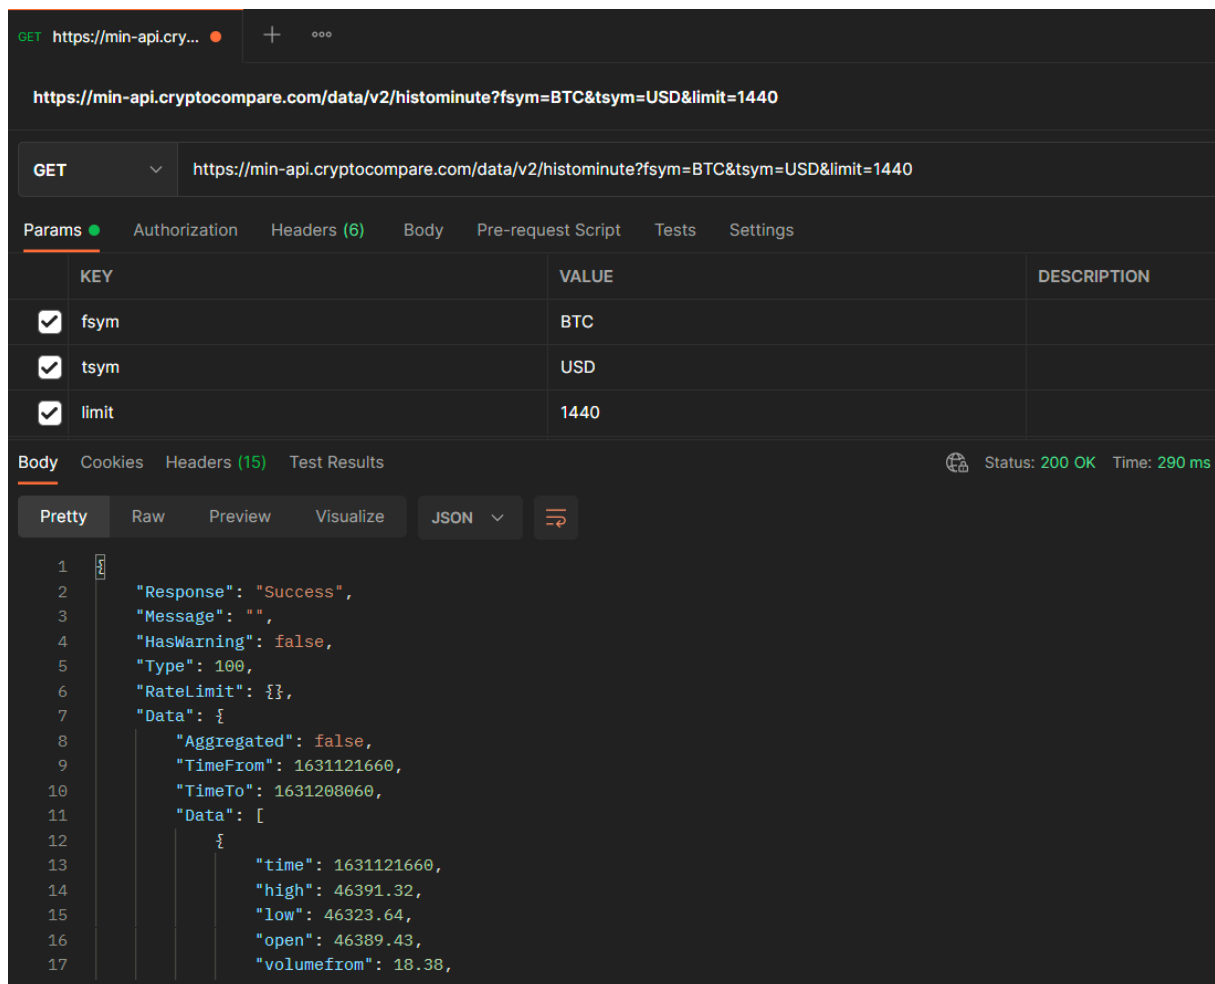 GET https://min-api.cry...
https://min-api.cryptocompare.com/data/v2/histominute?fsym=BTC&tsym=USD&limit=1440
GET https://min-api.cryptocompare.com/data/v2/histominute?fsym=BTC&tsym=USD&limit=1440
Params Authorization Headers (6) Body Pre-request Script Tests Settings
KEY VALUE DESCRIPTION
fsym BTC
tsym USD
limit 1440
Body Cookies Headers (15) Test Results Status: 200 OK Time: 290 ms
Pretty Raw Preview Visualize JSON
1 {
2 "Response": "Success",
3 "Message": "",
4 "HasWarning": false,
5 "Type": 100,
6 "RateLimit": {},
7 "Data": {
8 "Aggregated": false,
9 "TimeFrom": 1631121660,
10 "TimeTo": 1631208060,
11 "Data": [
12 {
13 "time": 1631121660,
14 "high": 46391.32,
15 "low": 46323.64,
16 "open": 46389.43,
17 "volumefrom": 18.38,